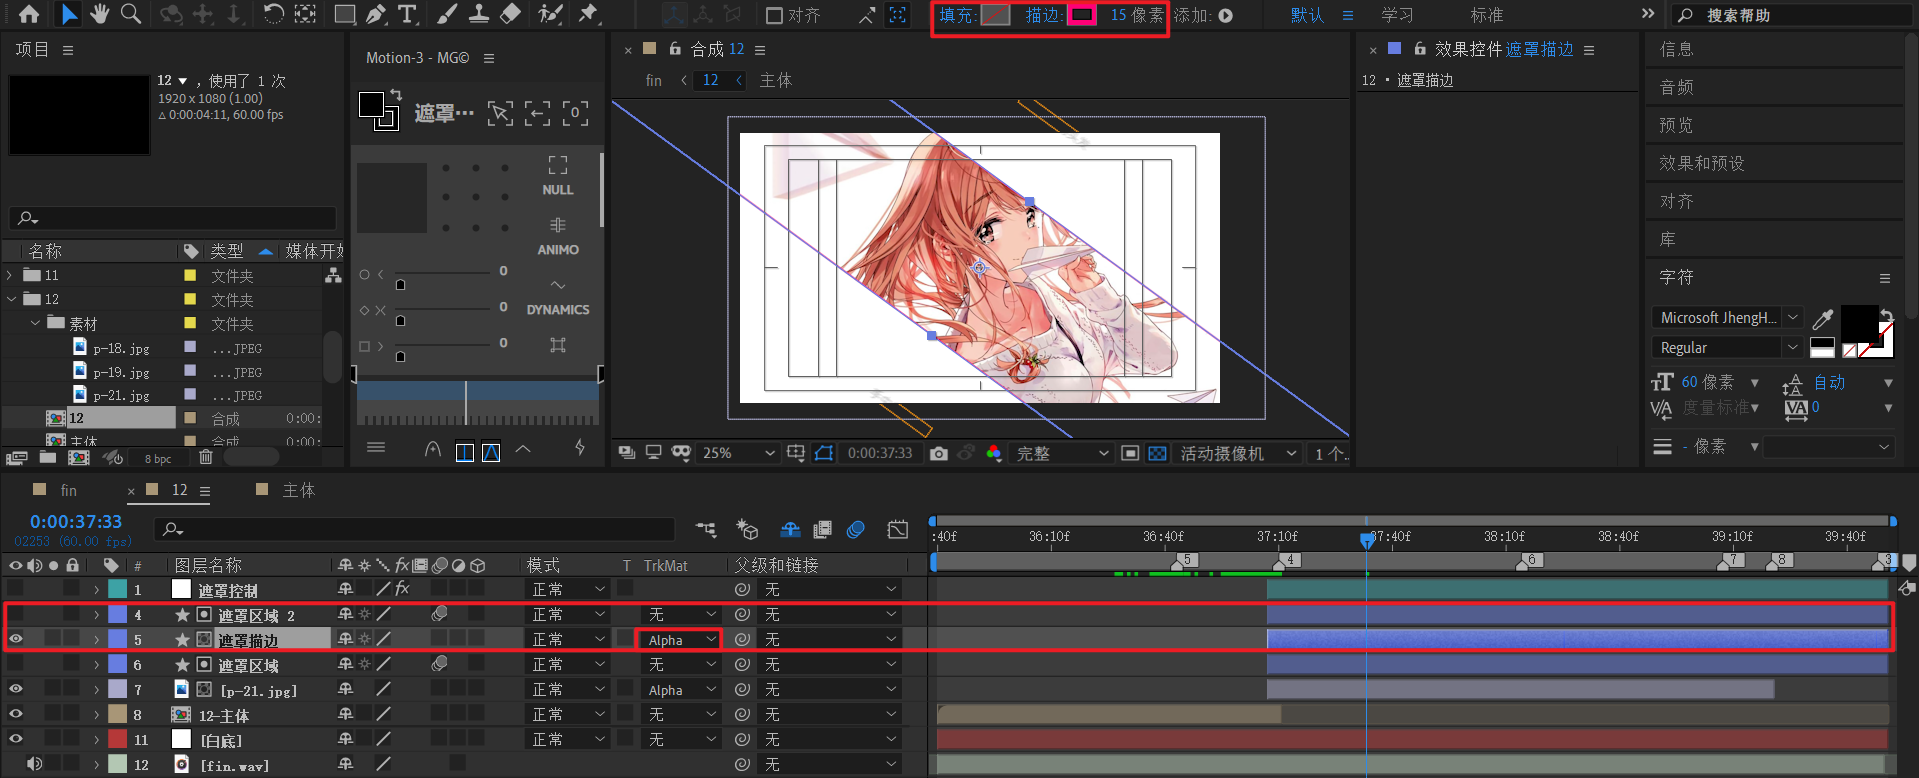 对齐
填充:
描边:
15 像素
添加:
默认
学习
标准
搜索帮助
项目
12 ▼ , 使用了 1 次
1920 x 1080 (1.00)
△ 0:00:04:11, 60.00 fps
名称
类型
媒体开始
11
文件夹
12
文件夹
素材
文件夹
p-18.jpg
...JPEG
p-19.jpg
...JPEG
p-21.jpg
...JPEG
12
合成
0:00:
主体
合成
0:00:
8 bpc
Motion-3 - MG©
遮罩···
0
NULL
ANIMO
0
DYNAMICS
0
0
合成 12
fin
12
主体
25%
0:00:37:33
完整
活动摄像机
1 个..
效果控件 遮罩描边
12 · 遮罩描边
信息
音频
预览
效果和预设
对齐
库
字符
Microsoft JhengH...
Regular
60 像素
自动
度量标准
0
- 像素
fin
12
主体
0:00:37:33
02253 (60.00 fps)
:40f
36:10f
36:40f
37:10f
37:40f
38:10f
38:40f
39:10f
39:40f
5
4
6
7
8
3
#
图层名称
fx
模式
T
TrkMat
父级和链接
1
遮罩控制
fx
正常
无
4
遮罩区域 2
正常
无
无
5
遮罩描边
正常
Alpha
无
6
遮罩区域
正常
无
无
7
[p-21.jpg]
正常
Alpha
无
8
12-主体
正常
无
无
11
[白底]
正常
无
无
12
[fin.wav]
无